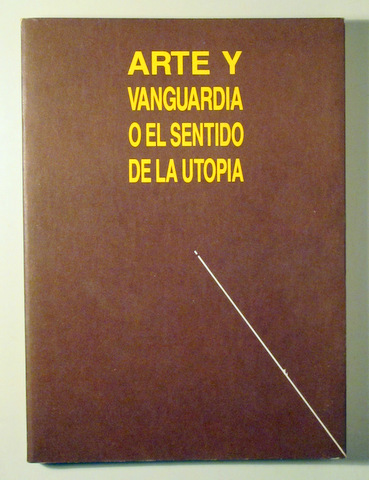 ARTE Y
VANGUARDIA
O EL SENTIDO
DE LA UTOPIA